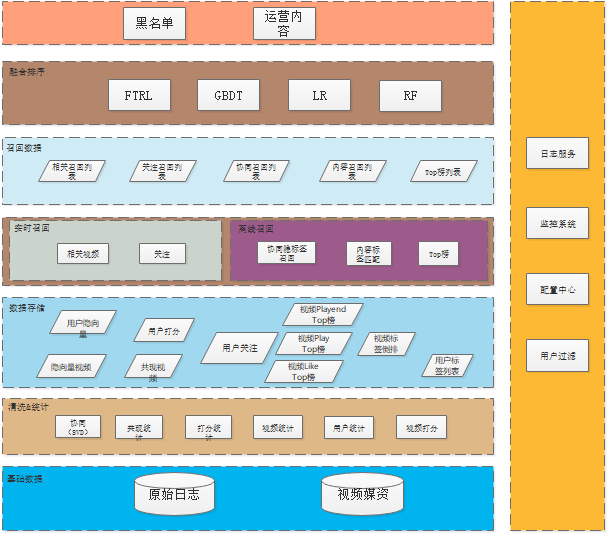 黑名单
运营内
容
融合排序
FTRL
GBDT
LR
RF
召回数据
相关召回列
表
关注召回列
表
协同召回列
表
内容召回列
表
Top榜列表
实时召回
相关视频
关注
离线召回
协同隐标签
召回
内容标
签匹配
Top榜
数据存储
用户隐向
量
用户打分
隐向量视频
共现视
频
用户关注
视频Playend
Top榜
视频Play
Top榜
视频Like
Top榜
视频标
签倒排
用户标
签列表
清洗&统计
协同
(SVD)
共现统
计
打分统
计
视频统计
用户统计
视频打分
基础数据
原始日志
视频媒资
日志服务
监控系统
配置中心
用户过滤